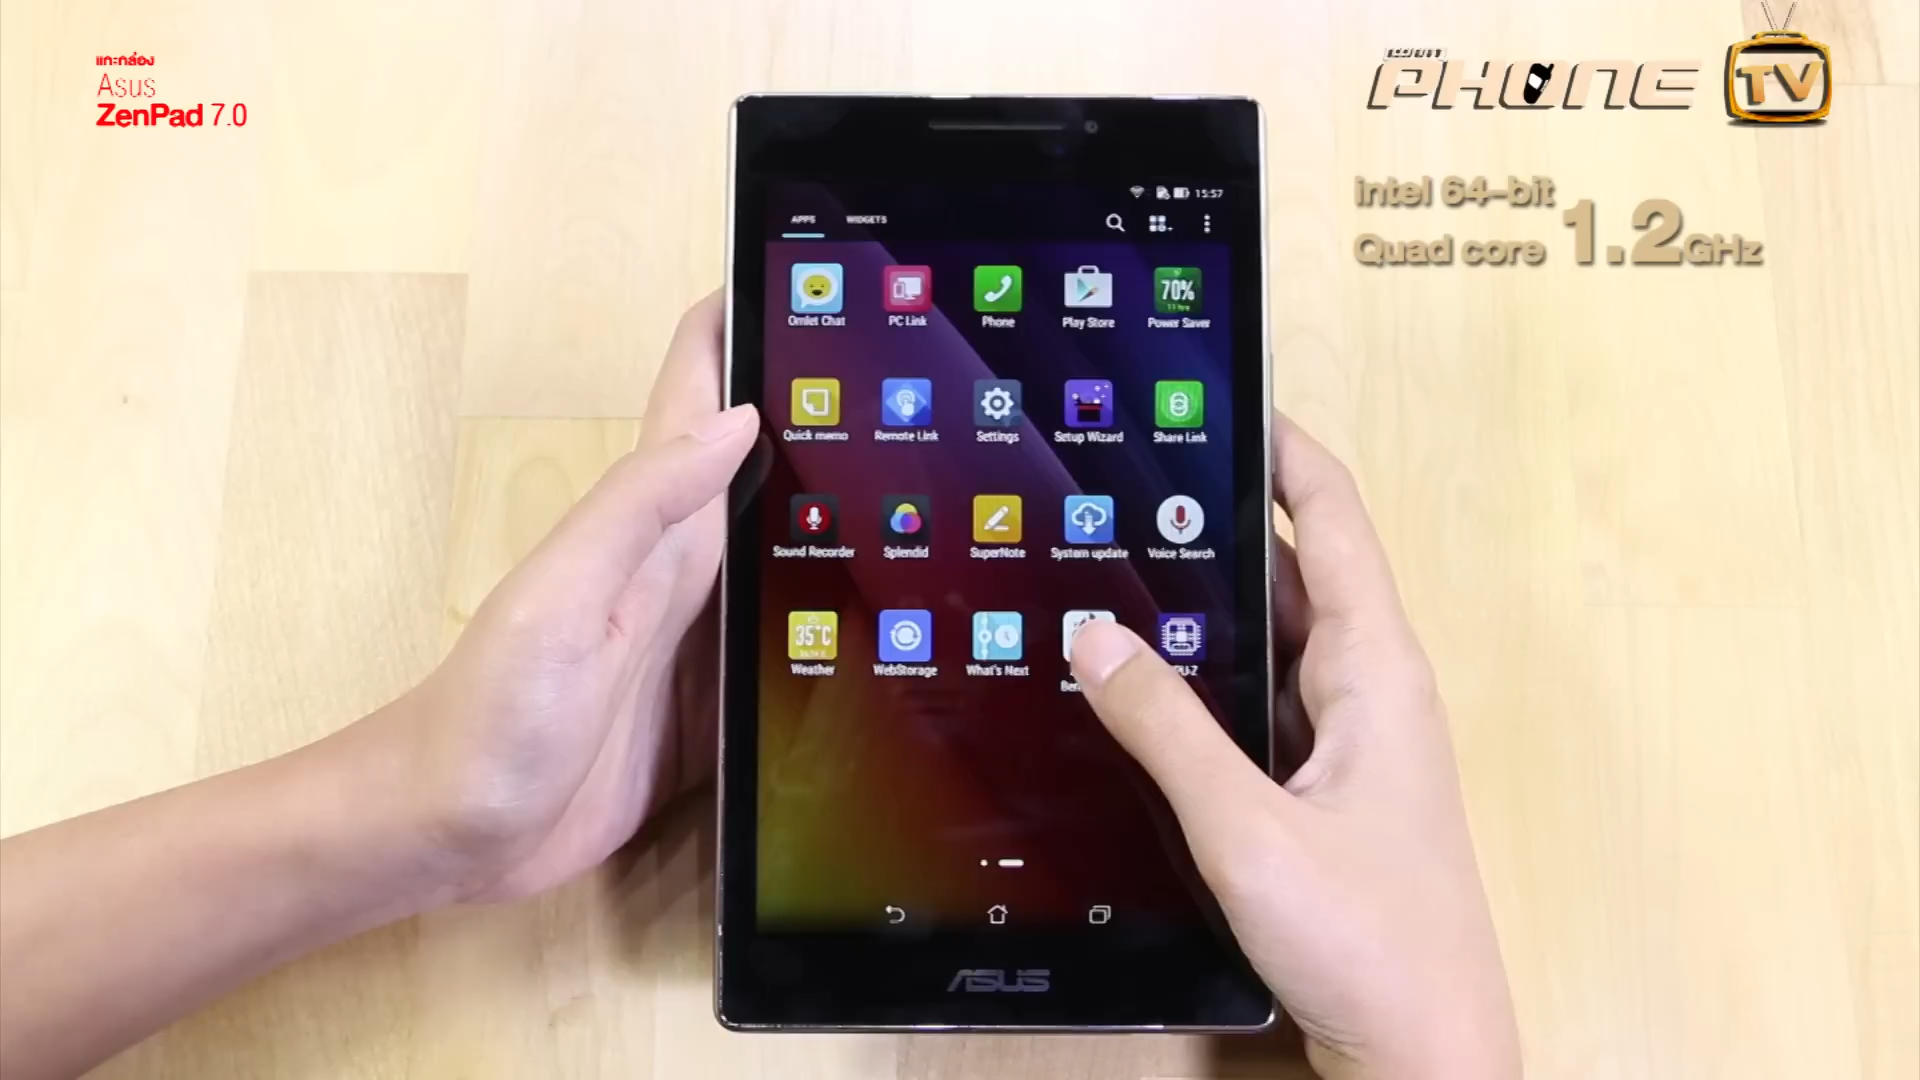 แกะกล่อง
Asus
ZenPad 7.0
PHONE TV
intel 64-bit
Quad core 1.2GHz
15:57
APPS WIDGETS
Omlet Chat PC Link Phone Play Store Power Saver
70%
Quick memo Remote Link Settings Setup Wizard Share Link
Sound Recorder Splendid SuperNote System update Voice Search
35°C
Weather WebStorage What's Next
ASUS